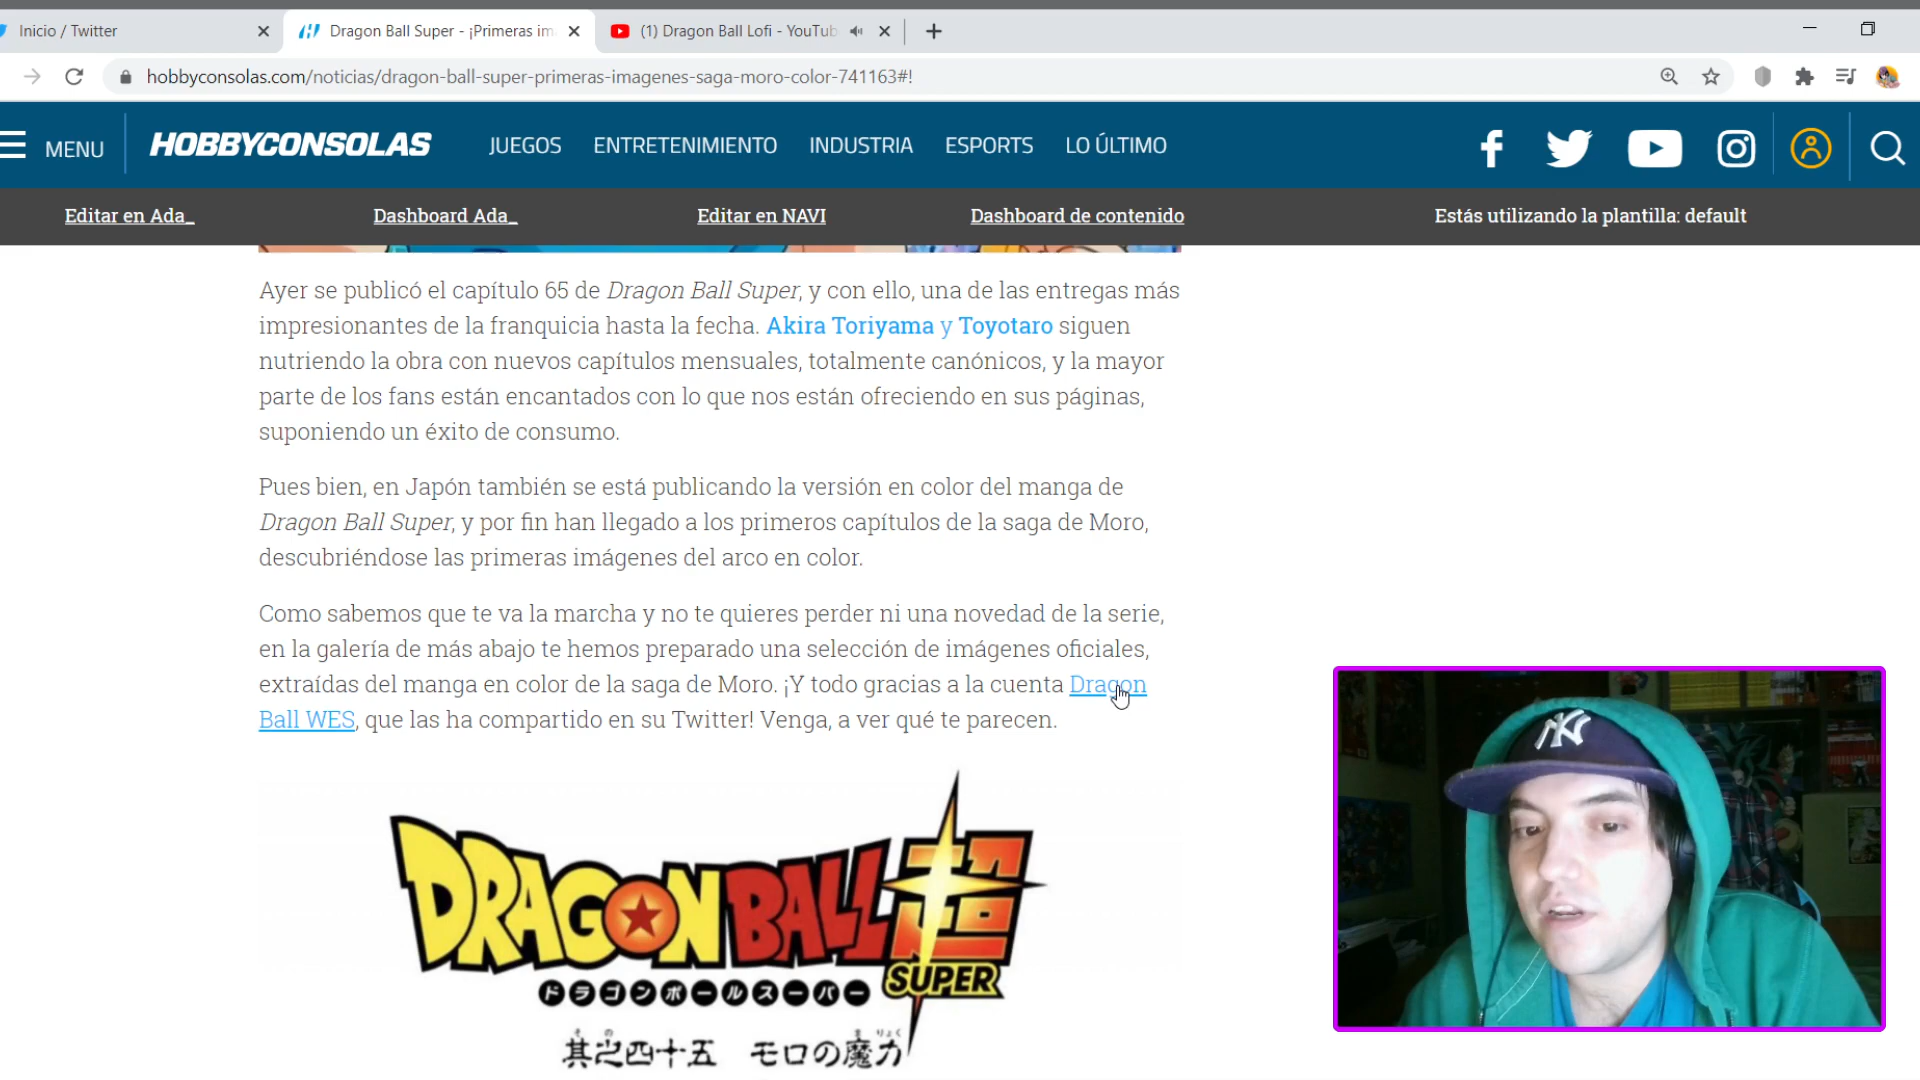 Inicio / Twitter
Dragon Ball Super - ¡Primeras im
(1) Dragon Ball Lofi - YouTub
hobbyconsolas.com/noticias/dragon-ball-super-primeras-imagenes-saga-moro-color-741163#!
MENU
HOBBYCONSOLAS
JUEGOS
ENTRETENIMIENTO
INDUSTRIA
ESPORTS
LO ÚLTIMO
Editar en Ada_
Dashboard Ada_
Editar en NAVI
Dashboard de contenido
Estás utilizando la plantilla: default
Ayer se publicó el capítulo 65 de Dragon Ball Super, y con ello, una de las entregas más
impresionantes de la franquicia hasta la fecha. Akira Toriyama y Toyotaro siguen
nutriendo la obra con nuevos capítulos mensuales, totalmente canónicos, y la mayor
parte de los fans están encantados con lo que nos están ofreciendo en sus páginas,
suponiendo un éxito de consumo.
Pues bien, en Japón también se está publicando la versión en color del manga de
Dragon Ball Super, y por fin han llegado a los primeros capítulos de la saga de Moro,
descubriéndose las primeras imágenes del arco en color.
Como sabemos que te va la marcha y no te quieres perder ni una novedad de la serie,
en la galería de más abajo te hemos preparado una selección de imágenes oficiales,
extraídas del manga en color de la saga de Moro. ¡Y todo gracias a la cuenta Dragon
Ball WES, que las ha compartido en su Twitter! Venga, a ver qué te parecen.
DRAGON BALL 超
SUPER
ドラゴンボールスーパー
其之四十五 モロの魔力
NY